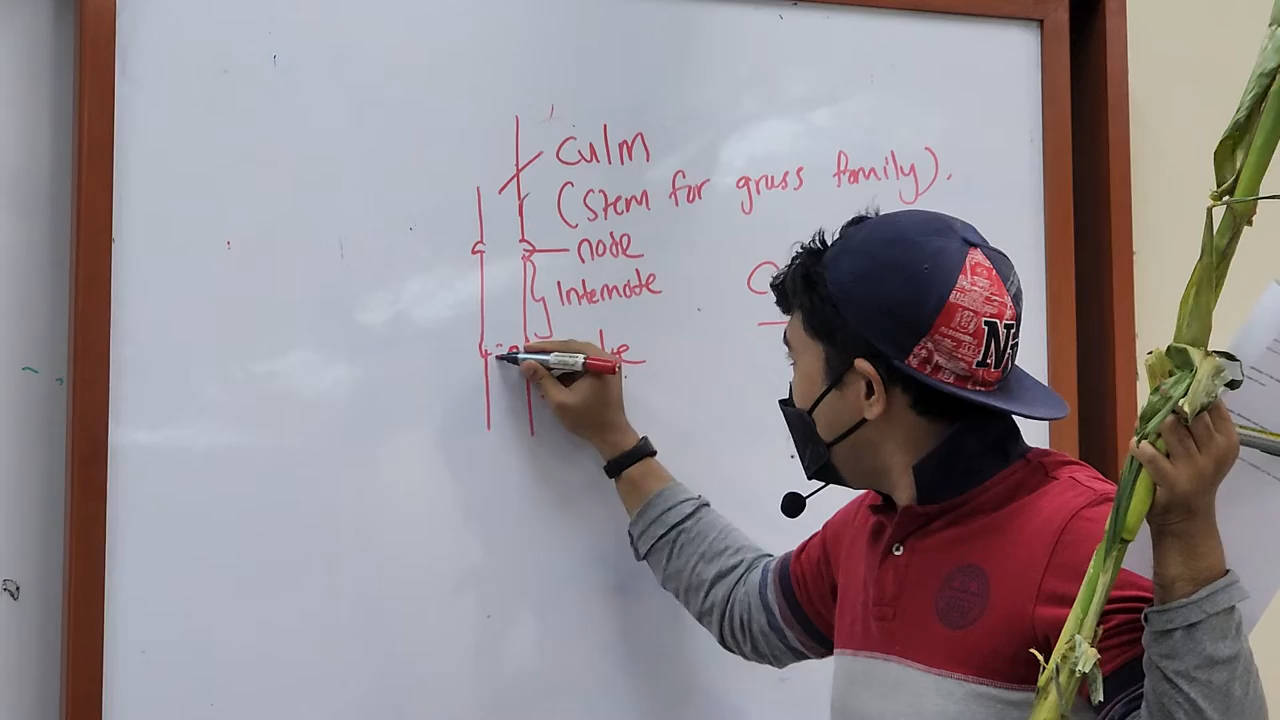 Culm
(Stem for grass family).
node
Internode